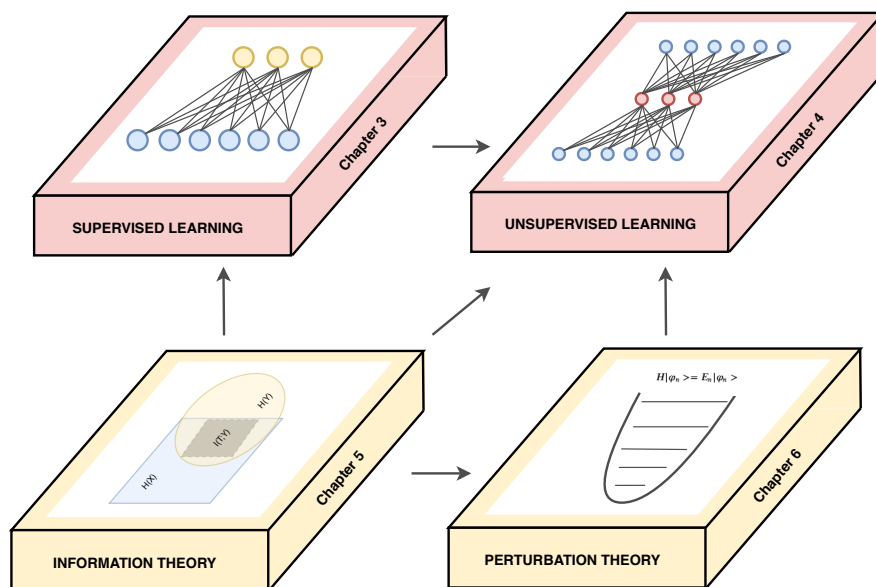 Chapter 3
SUPERVISED LEARNING
Chapter 4
UNSUPERVISED LEARNING
H(Y)
I(T;Y)
H(X)
Chapter 5
INFORMATION THEORY
H|φₙ >= Eₙ|φₙ >
Chapter 6
PERTURBATION THEORY